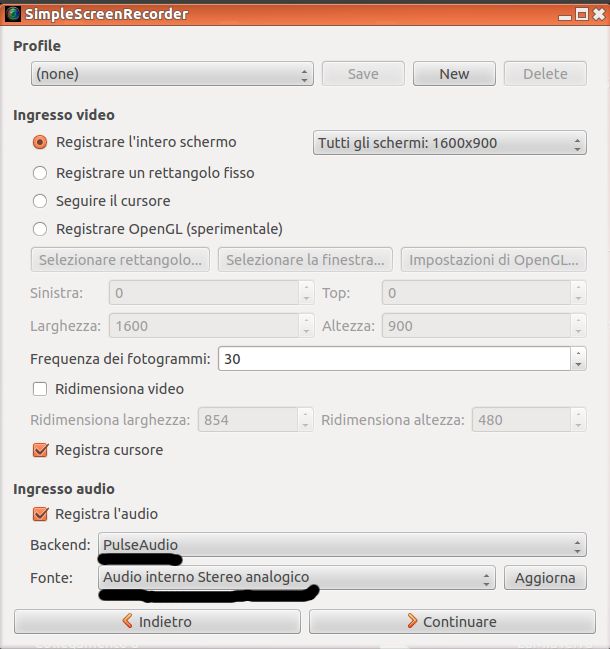 SimpleScreenRecorder
Profile
(none) Save New Delete
Ingresso video
Registrare l'intero schermo Tutti gli schermi: 1600x900
Registrare un rettangolo fisso
Seguire il cursore
Registrare OpenGL (sperimentale)
Selezionare rettangolo... Selezionare la finestra... Impostazioni di OpenGL...
Sinistra: 0 Top: 0
Larghezza: 1600 Altezza: 900
Frequenza dei fotogrammi: 30
Ridimensiona video
Ridimensiona larghezza: 854 Ridimensiona altezza: 480
Registra cursore
Ingresso audio
Registra l'audio
Backend: PulseAudio
Fonte: Audio interno Stereo analogico Aggiorna
Indietro Continuare